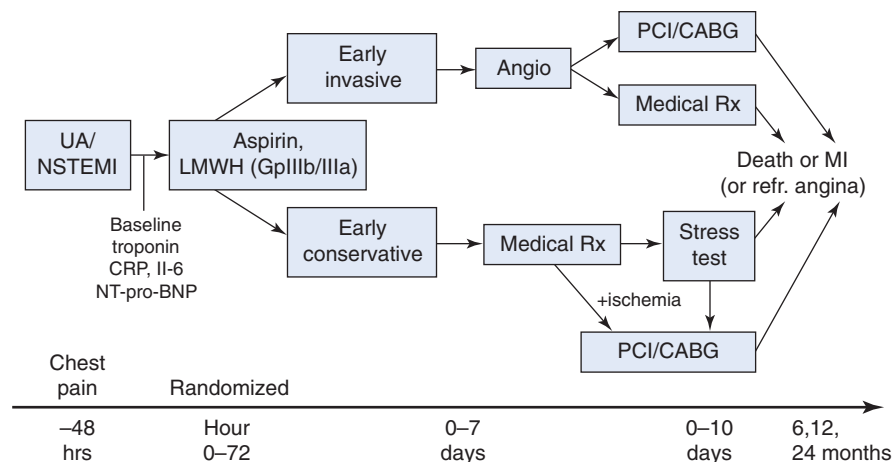 UA/
NSTEMI
Baseline
troponin
CRP, II-6
NT-pro-BNP
Aspirin,
LMWH (GpIIIb/IIIa)
Early
invasive
Angio
PCI/CABG
Medical Rx
Early
conservative
Medical Rx
+ischemia
Stress
test
PCI/CABG
Death or MI
(or refr. angina)
Chest
pain
Randomized
–48
hrs
Hour
0–72
0–7
days
0–10
days
6,12,
24 months